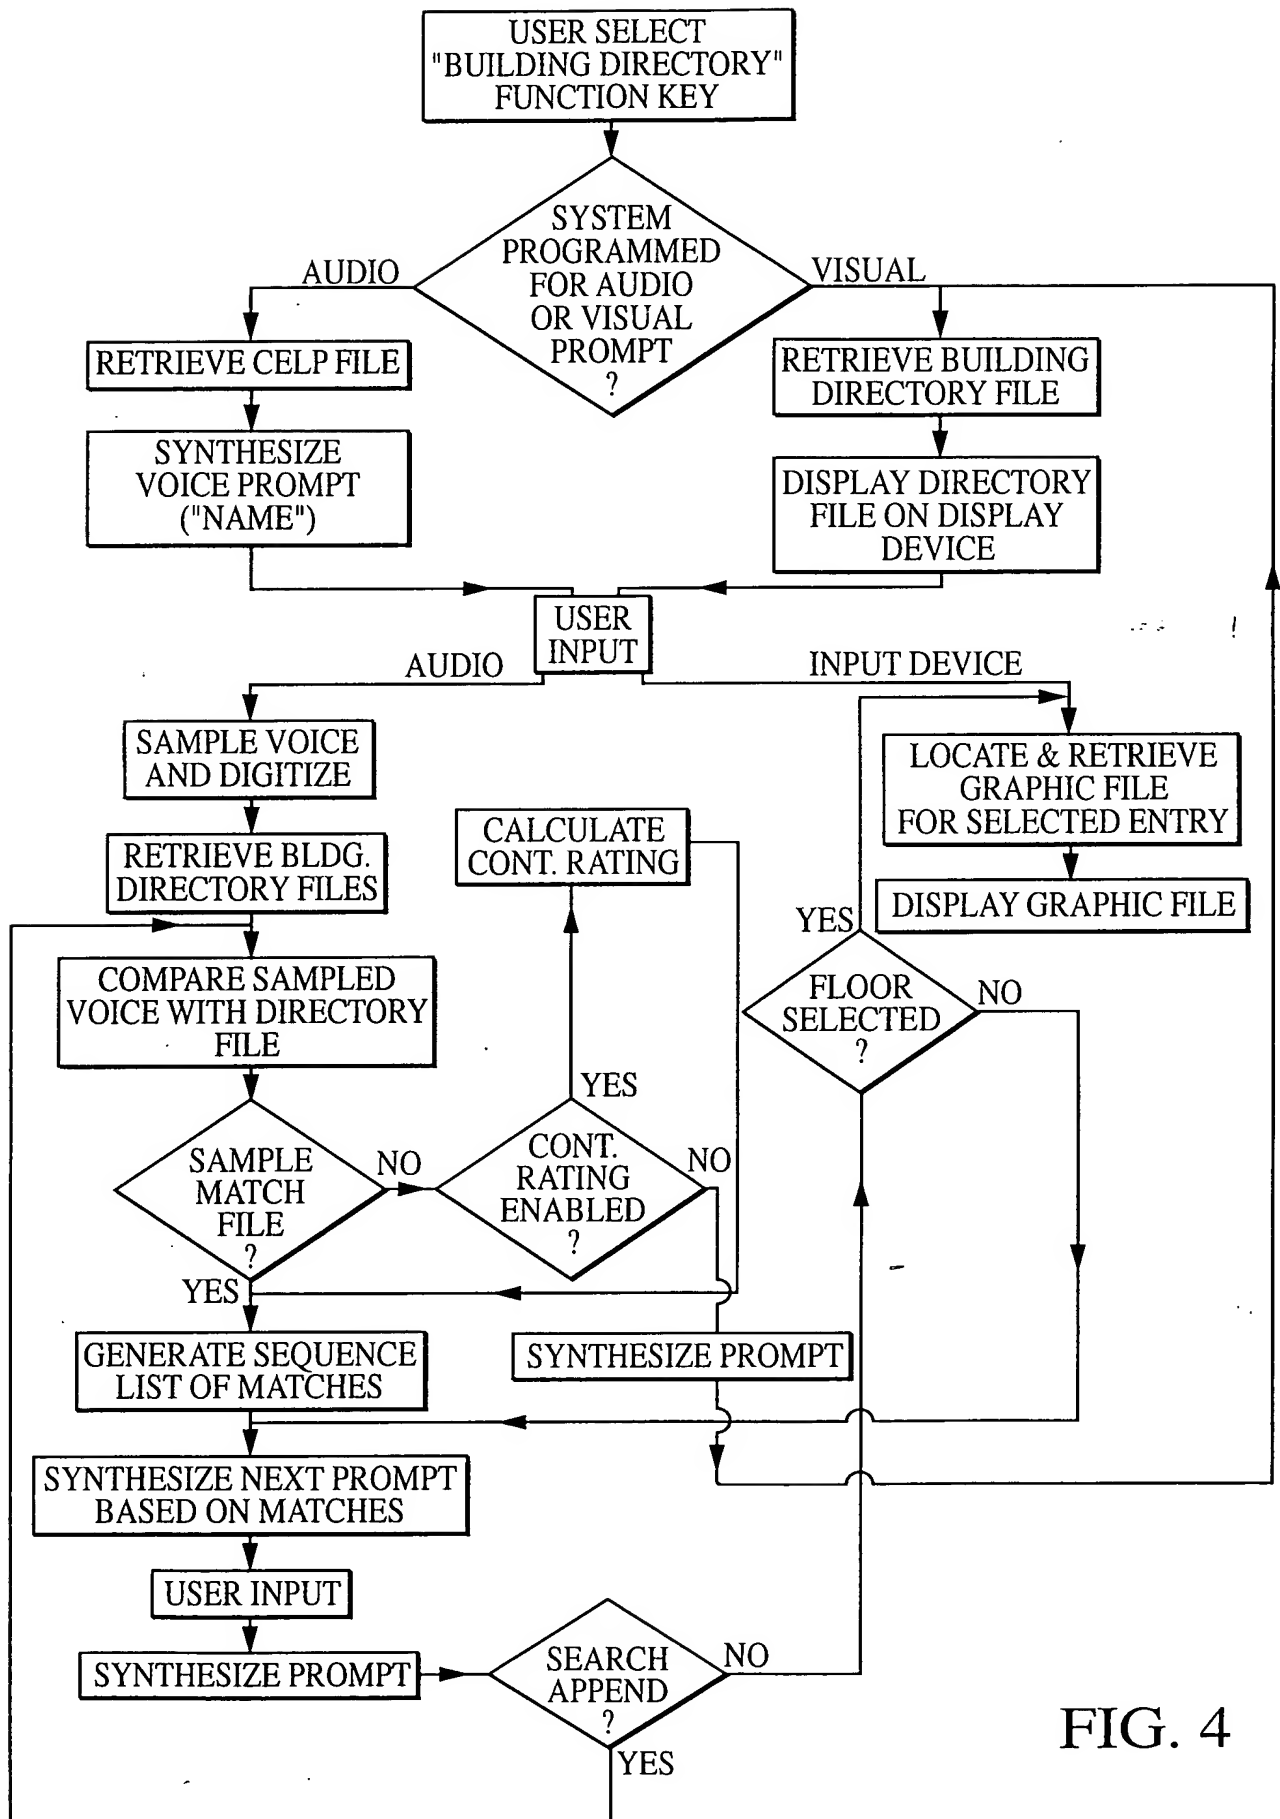 USER SELECT
"BUILDING DIRECTORY"
FUNCTION KEY
SYSTEM
PROGRAMMED
FOR AUDIO
OR VISUAL
PROMPT
?
AUDIO
VISUAL
RETRIEVE CELP FILE
RETRIEVE BUILDING
DIRECTORY FILE
SYNTHESIZE
VOICE PROMPT
("NAME")
DISPLAY DIRECTORY
FILE ON DISPLAY
DEVICE
USER
INPUT
AUDIO
INPUT DEVICE
SAMPLE VOICE
AND DIGITIZE
LOCATE & RETRIEVE
GRAPHIC FILE
FOR SELECTED ENTRY
RETRIEVE BLDG.
DIRECTORY FILES
CALCULATE
CONT. RATING
DISPLAY GRAPHIC FILE
YES
COMPARE SAMPLED
VOICE WITH DIRECTORY
FILE
FLOOR
SELECTED
?
NO
YES
SAMPLE
MATCH
FILE
?
NO
CONT.
RATING
ENABLED
?
NO
YES
GENERATE SEQUENCE
LIST OF MATCHES
SYNTHESIZE PROMPT
SYNTHESIZE NEXT PROMPT
BASED ON MATCHES
USER INPUT
SYNTHESIZE PROMPT
SEARCH
APPEND
?
NO
YES
FIG. 4